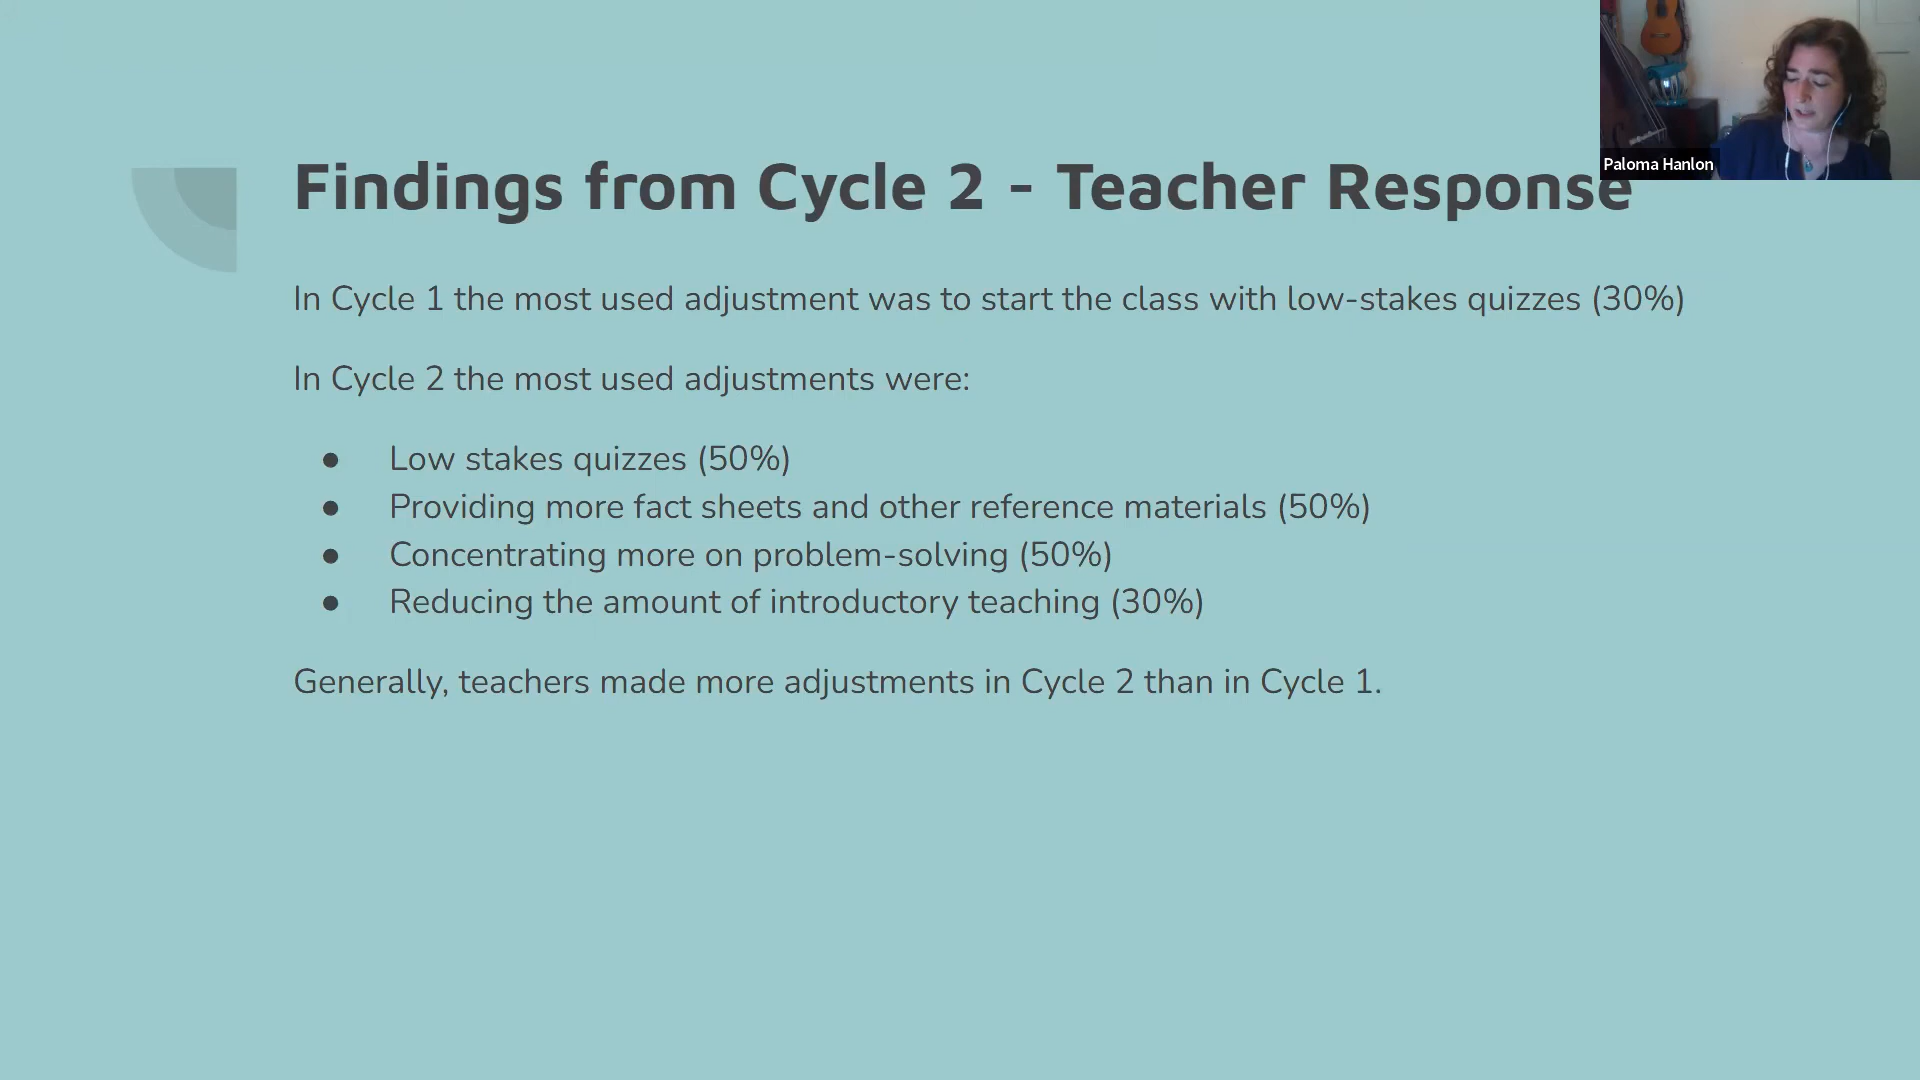 Paloma Hanlon
Findings from Cycle 2 - Teacher Response
In Cycle 1 the most used adjustment was to start the class with low-stakes quizzes (30%)
In Cycle 2 the most used adjustments were:
● Low stakes quizzes (50%)
● Providing more fact sheets and other reference materials (50%)
● Concentrating more on problem-solving (50%)
● Reducing the amount of introductory teaching (30%)
Generally, teachers made more adjustments in Cycle 2 than in Cycle 1.